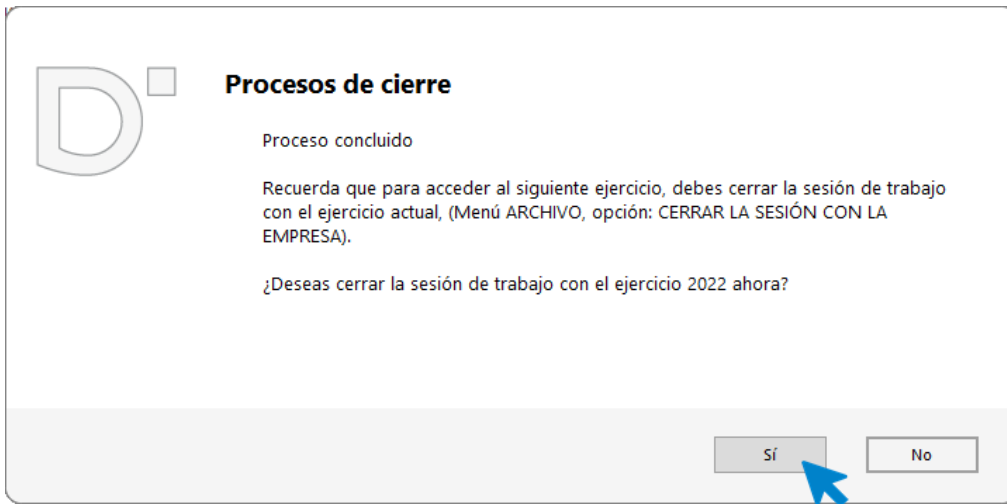 Procesos de cierre
Proceso concluido
Recuerda que para acceder al siguiente ejercicio, debes cerrar la sesión de trabajo
con el ejercicio actual, (Menú ARCHIVO, opción: CERRAR LA SESIÓN CON LA
EMPRESA).
¿Deseas cerrar la sesión de trabajo con el ejercicio 2022 ahora?
Sí
No